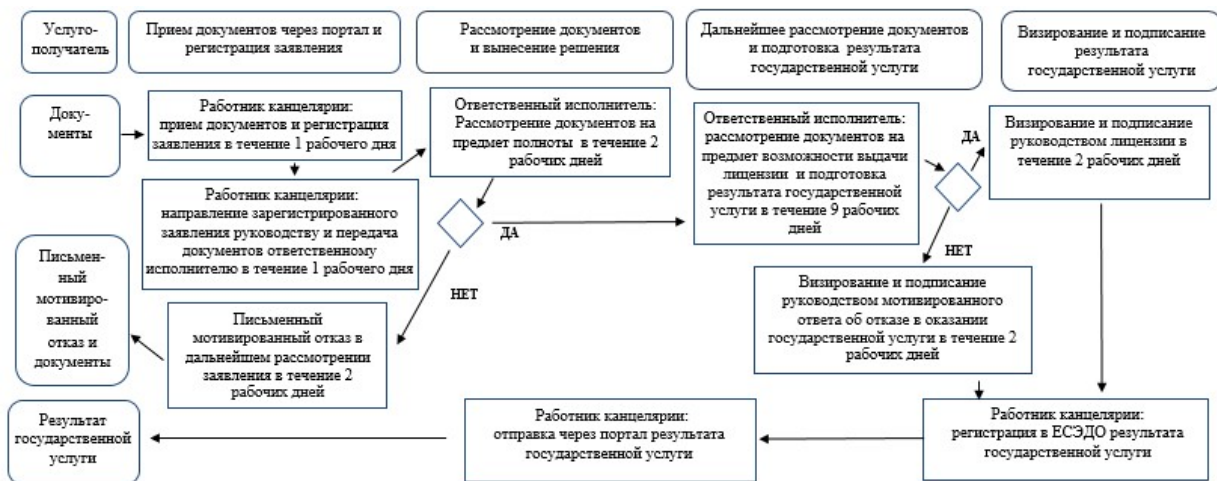 Услуго-
получатель
Прием документов через портал и
регистрация заявления
Рассмотрение документов
и вынесение решения
Дальнейшее рассмотрение документов
и подготовка результата
государственной услуги
Визирование и подписание
результата
государственной услуги
Доку-
менты
Работник канцелярии:
прием документов и регистрация
заявления в течение 1 рабочего дня
Ответственный исполнитель:
Рассмотрение документов на
предмет полноты в течение 2
рабочих дней
Ответственный исполнитель:
рассмотрение документов на
предмет возможности выдачи
лицензии и подготовка
результата государственной
услуги в течение 9 рабочих
дней
ДА
Визирование и подписание
руководством лицензии в
течение 2 рабочих дней
Работник канцелярии:
направление зарегистрированного
заявления руководству и передача
документов ответственному
исполнителю в течение 1 рабочего дня
ДА
НЕТ
НЕТ
Письмен-
ный
мотивиро-
ванный
отказ и
документы
Письменный
мотивированный отказ в
дальнейшем рассмотрении
заявления в течение 2
рабочих дней
Визирование и подписание
руководством мотивированного
ответа об отказе в оказании
государственной услуги в течение 2
рабочих дней
Результат
государственной
услуги
Работник канцелярии:
отправка через портал результата
государственной услуги
Работник канцелярии:
регистрация в ЕСЭДО результата
государственной услуги